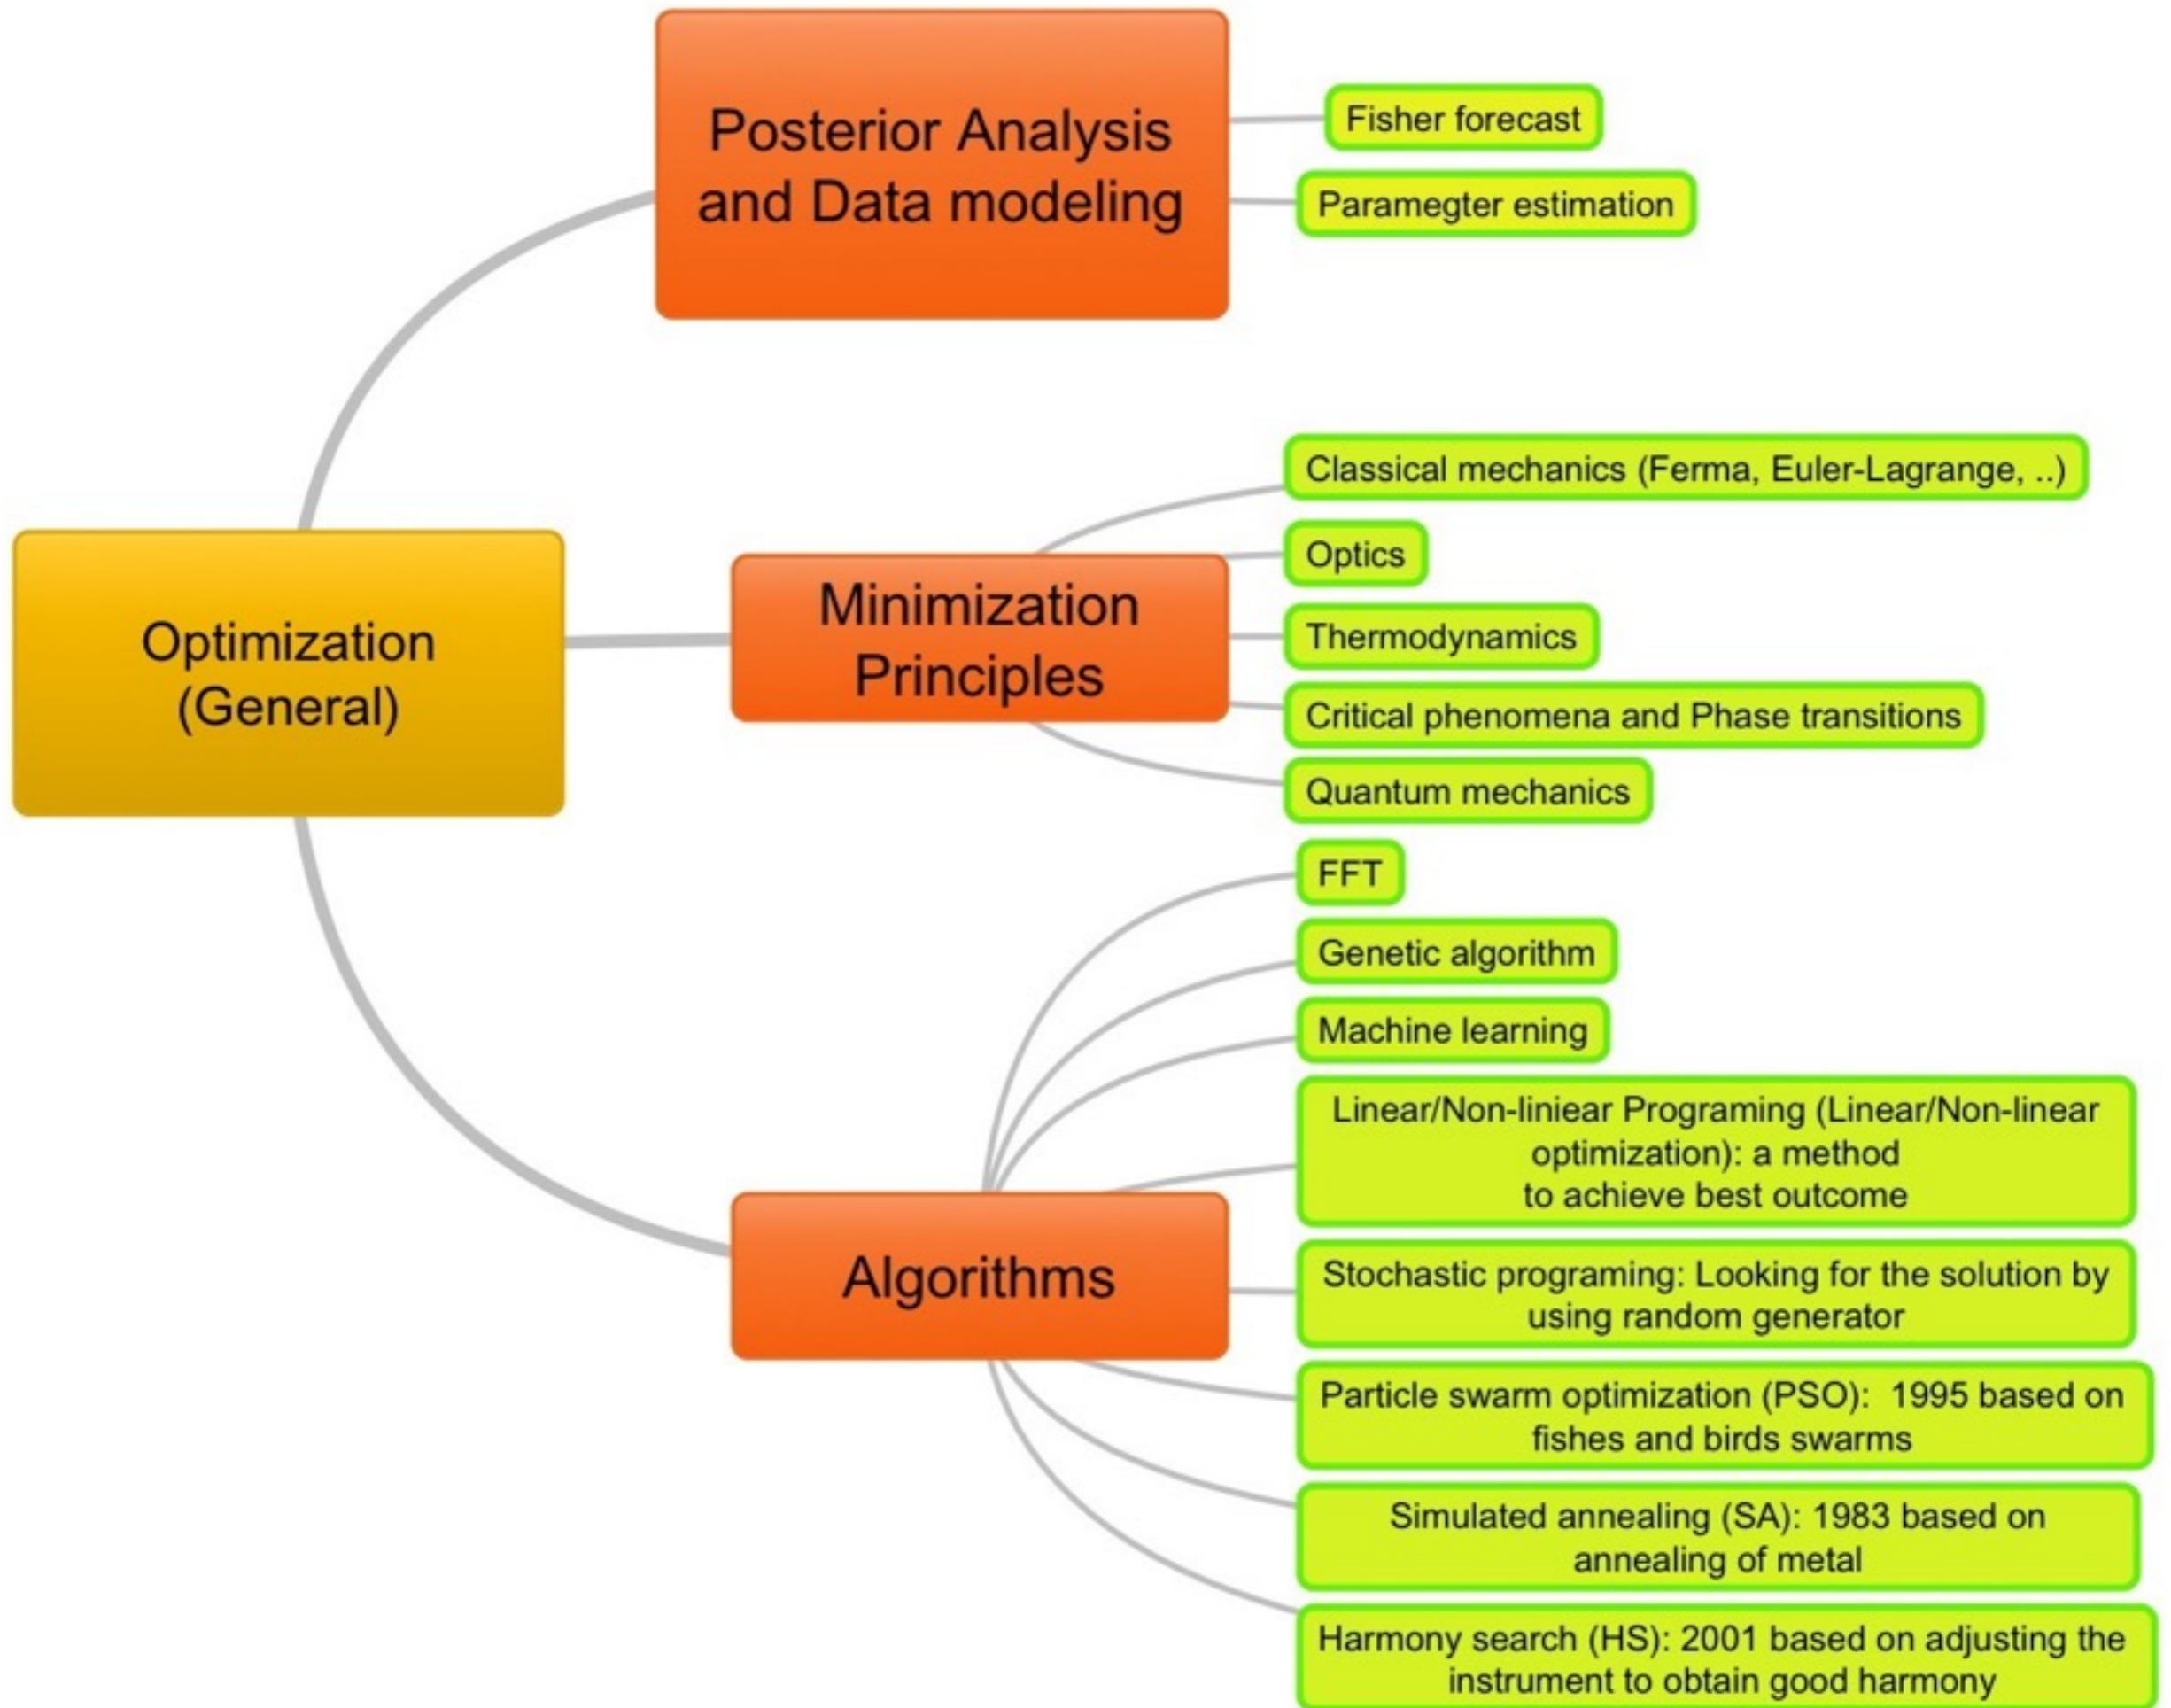 Posterior Analysis
and Data modeling
Fisher forecast
Paramegter estimation
Optimization
(General)
Minimization
Principles
Classical mechanics (Ferma, Euler-Lagrange, ..)
Optics
Thermodynamics
Critical phenomena and Phase transitions
Quantum mechanics
Algorithms
FFT
Genetic algorithm
Machine learning
Linear/Non-liniear Programing (Linear/Non-linear
optimization): a method
to achieve best outcome
Stochastic programing: Looking for the solution by
using random generator
Particle swarm optimization (PSO):  1995 based on
fishes and birds swarms
Simulated annealing (SA): 1983 based on
annealing of metal
Harmony search (HS): 2001 based on adjusting the
instrument to obtain good harmony